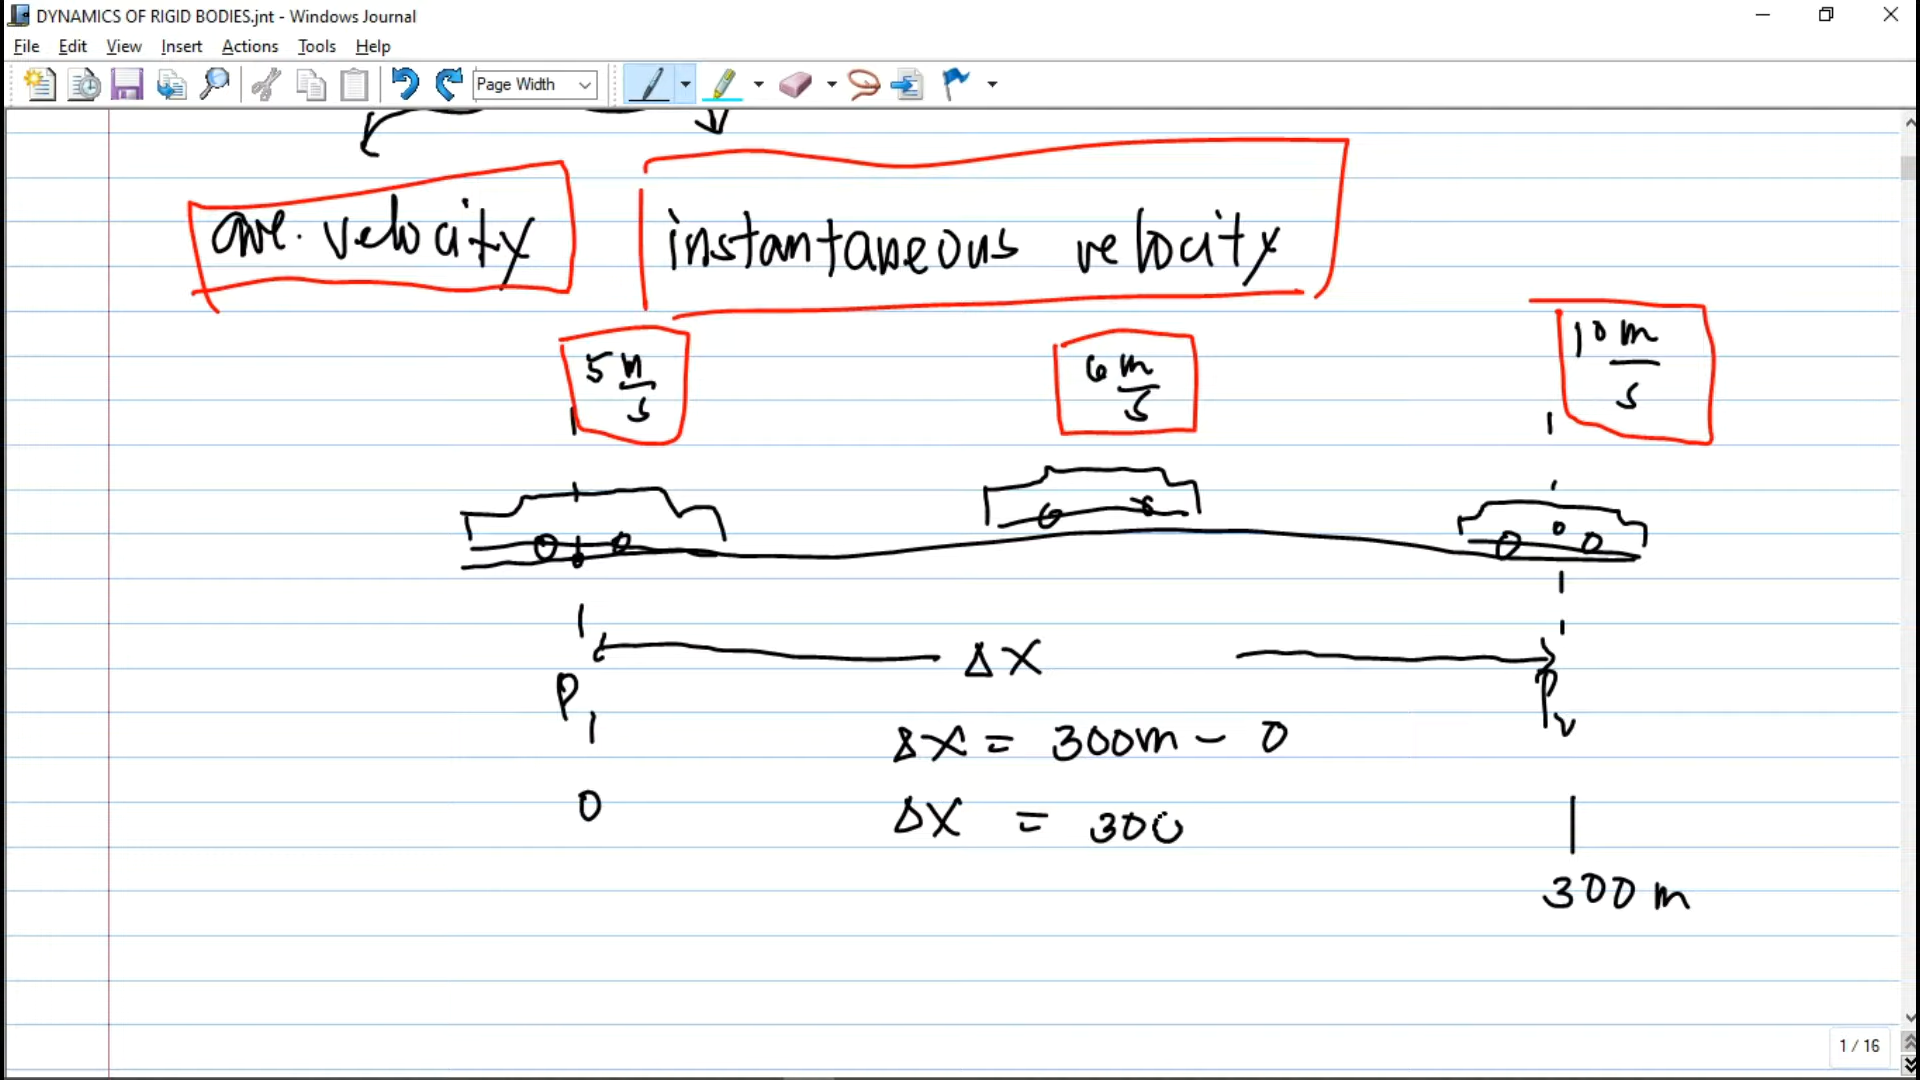 DYNAMICS OF RIGID BODIES.jnt - Windows Journal
File Edit View Insert Actions Tools Help
Page Width
ave. velocity instantaneous velocity
5 m/s 6 m/s 10 m/s
ΔX
P1 P2
ΔX = 300m - 0
0 ΔX = 300
300 m
1 / 16